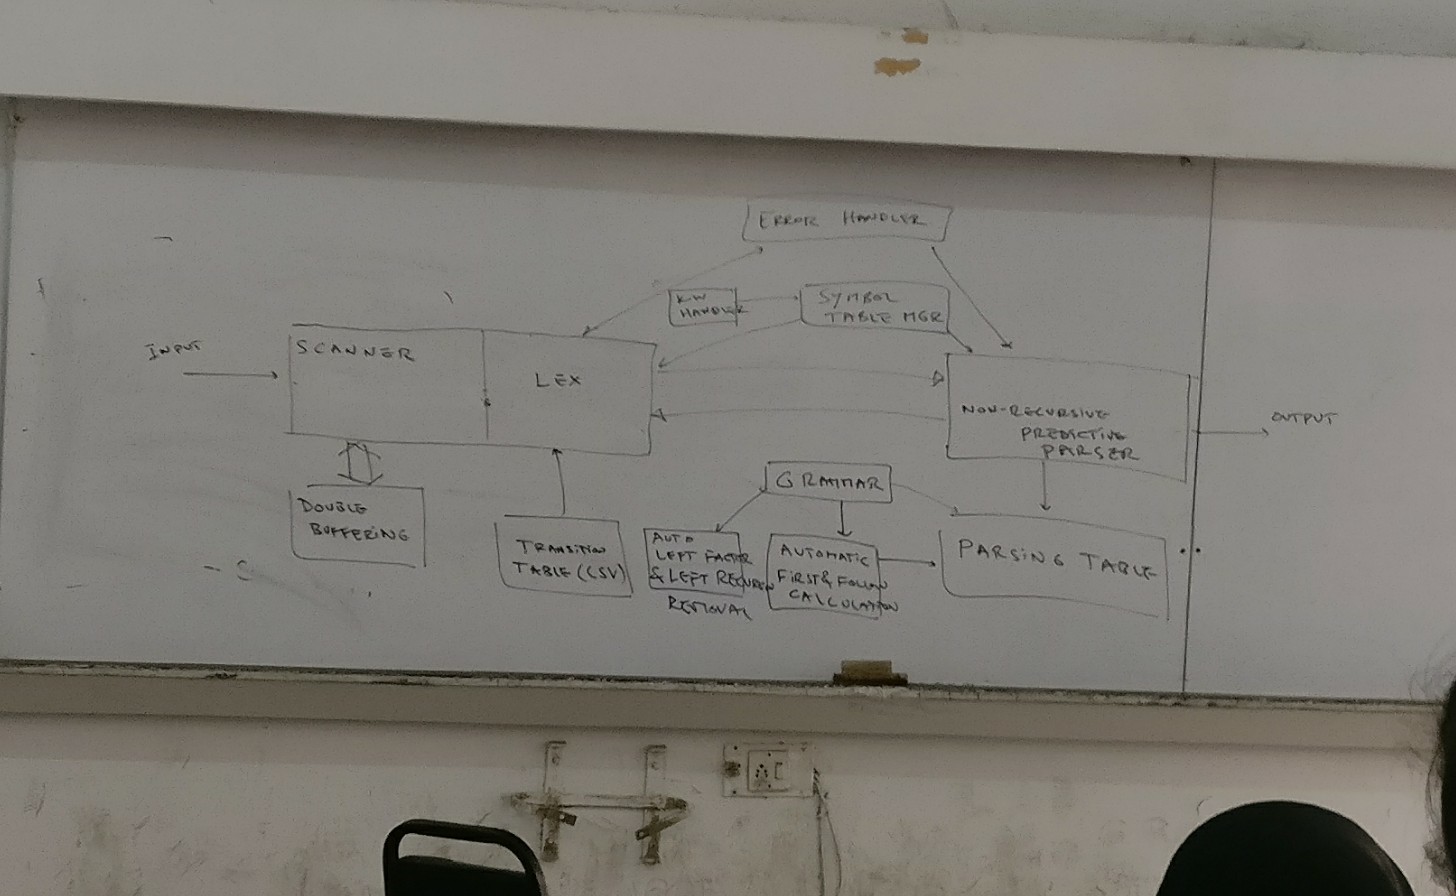 ERROR HANDLER
KW
HANDLER
SYMBOL
TABLE MGR
INPUT
SCANNER
LEX
NON-RECURSIVE
PREDICTIVE
PARSER
OUTPUT
GRAMMAR
DOUBLE
BUFFERING
TRANSITION
TABLE (CSV)
AUTO
LEFT FACTOR
& LEFT RECURSION
REMOVAL
AUTOMATIC
FIRST & FOLLOW
CALCULATION
PARSING TABLE